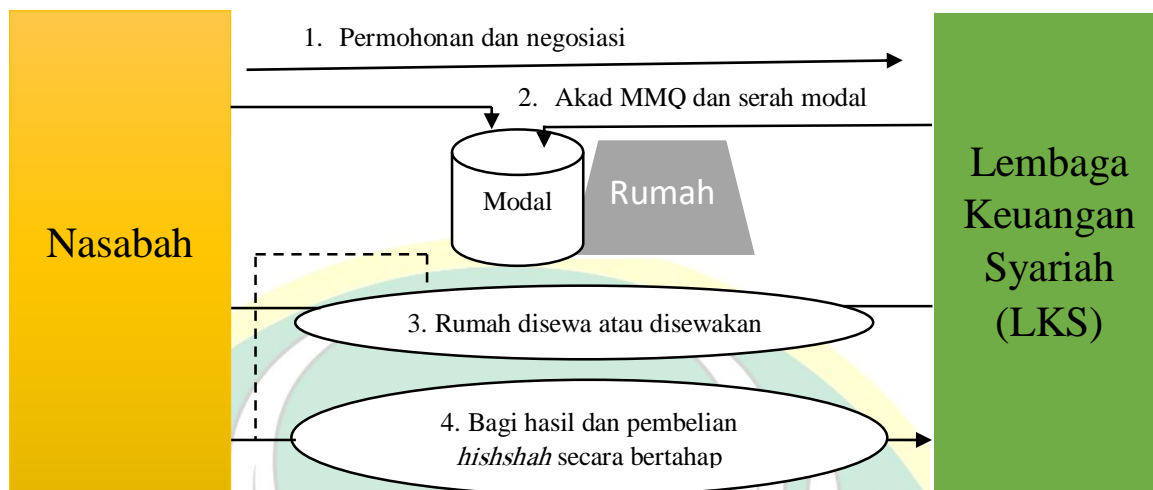 1. Permohonan dan negosiasi
2. Akad MMQ dan serah modal
Modal
Rumah
Nasabah
Lembaga
Keuangan
Syariah
(LKS)
3. Rumah disewa atau disewakan
4. Bagi hasil dan pembelian
hishshah secara bertahap